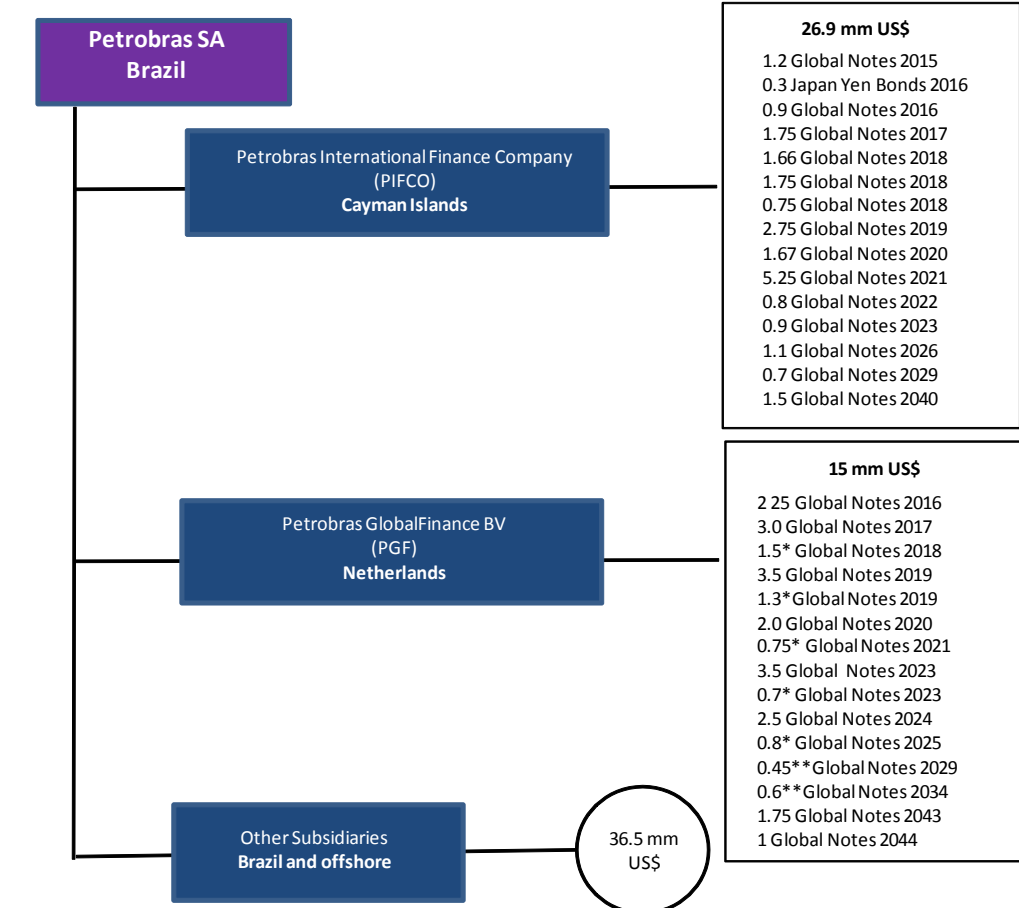 Petrobras SA
Brazil
Petrobras International Finance Company
(PIFCO)
Cayman Islands
26.9 mm US$
1.2 Global Notes 2015
0.3 Japan Yen Bonds 2016
0.9 Global Notes 2016
1.75 Global Notes 2017
1.66 Global Notes 2018
1.75 Global Notes 2018
0.75 Global Notes 2018
2.75 Global Notes 2019
1.67 Global Notes 2020
5.25 Global Notes 2021
0.8 Global Notes 2022
0.9 Global Notes 2023
1.1 Global Notes 2026
0.7 Global Notes 2029
1.5 Global Notes 2040
Petrobras GlobalFinance BV
(PGF)
Netherlands
15 mm US$
2 25 Global Notes 2016
3.0 Global Notes 2017
1.5* Global Notes 2018
3.5 Global Notes 2019
1.3* Global Notes 2019
2.0 Global Notes 2020
0.75* Global Notes 2021
3.5 Global Notes 2023
0.7* Global Notes 2023
2.5 Global Notes 2024
0.8* Global Notes 2025
0.45** Global Notes 2029
0.6** Global Notes 2034
1.75 Global Notes 2043
1 Global Notes 2044
Other Subsidiaries
Brazil and offshore
36.5 mm
US$